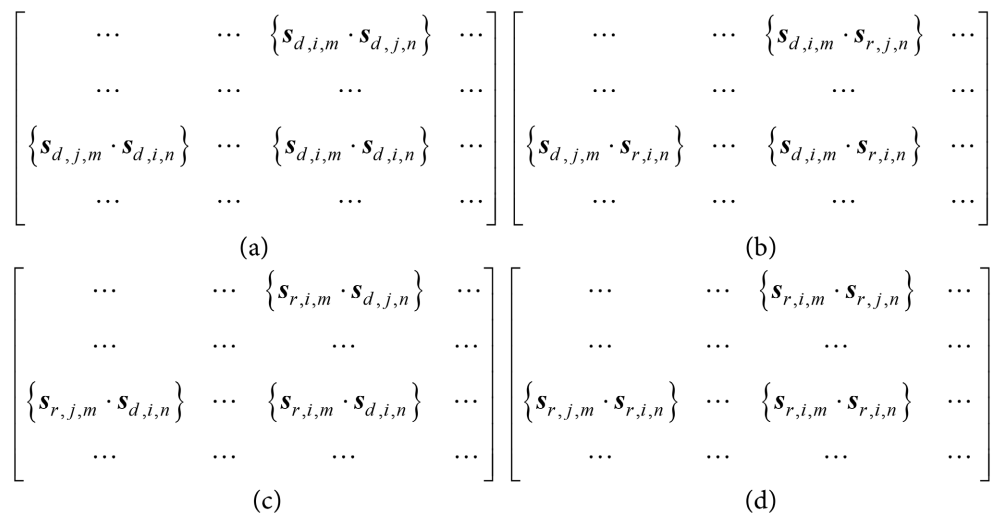 ··· ··· {s_{d,i,m} · s_{d,j,n}} ··· ··· ··· {s_{d,i,m} · s_{r,j,n}} ···
··· ··· ··· ··· ··· ··· ··· ···
{s_{d,j,m} · s_{d,i,n}} ··· {s_{d,i,m} · s_{d,i,n}} ··· {s_{d,j,m} · s_{r,i,n}} ··· {s_{d,i,m} · s_{r,i,n}} ···
··· ··· ··· ··· ··· ··· ··· ···
(a) (b)
··· ··· {s_{r,i,m} · s_{d,j,n}} ··· ··· ··· {s_{r,i,m} · s_{r,j,n}} ···
··· ··· ··· ··· ··· ··· ··· ···
{s_{r,j,m} · s_{d,i,n}} ··· {s_{r,i,m} · s_{d,i,n}} ··· {s_{r,j,m} · s_{r,i,n}} ··· {s_{r,i,m} · s_{r,i,n}} ···
··· ··· ··· ··· ··· ··· ··· ···
(c) (d)